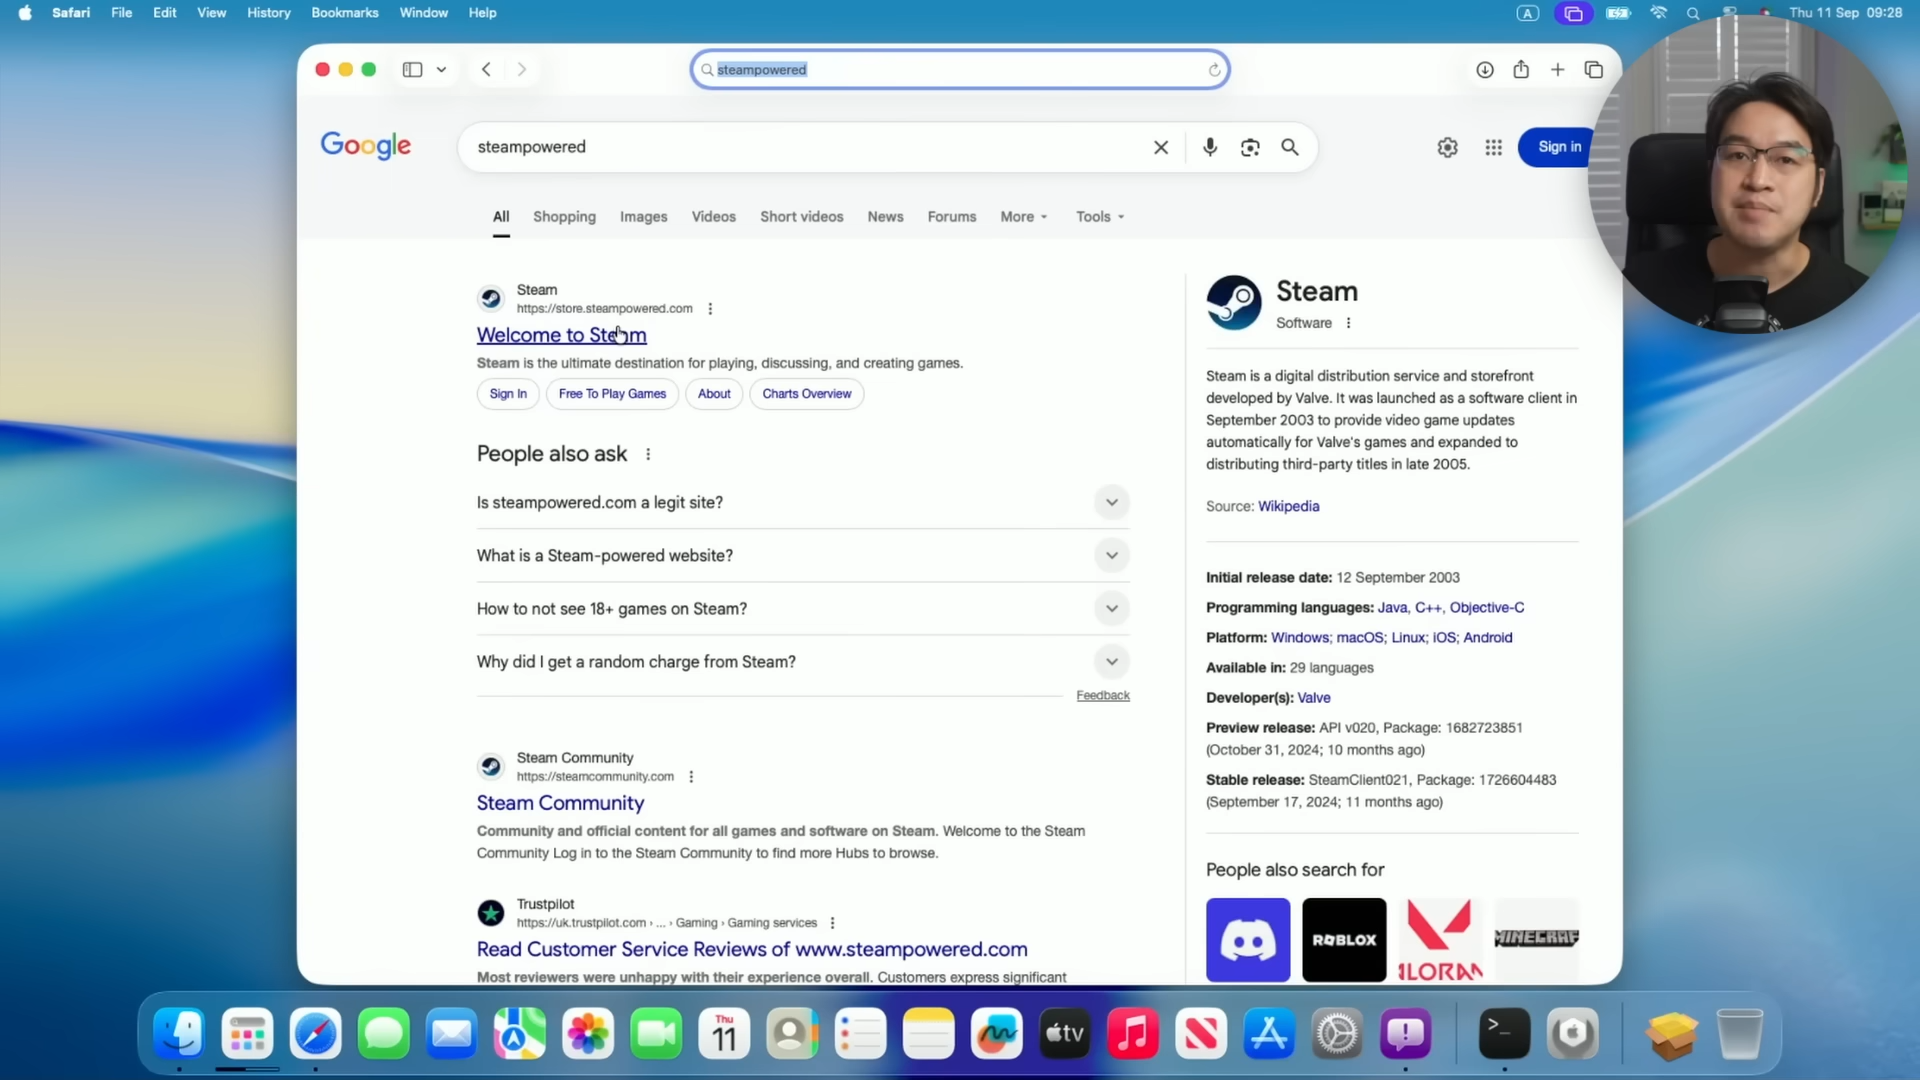 Safari File Edit View History Bookmarks Window Help
A
Thu 11 Sep 09:28
steampowered
Google
steampowered
Sign in
All Shopping Images Videos Short videos News Forums More Tools
Steam
https://store.steampowered.com
Welcome to Steam
Steam is the ultimate destination for playing, discussing, and creating games.
Sign In Free To Play Games About Charts Overview
People also ask
Is steampowered.com a legit site?
What is a Steam-powered website?
How to not see 18+ games on Steam?
Why did I get a random charge from Steam?
Feedback
Steam Community
https://steamcommunity.com
Steam Community
Community and official content for all games and software on Steam. Welcome to the Steam
Community Log in to the Steam Community to find more Hubs to browse.
Trustpilot
https://uk.trustpilot.com › ... › Gaming › Gaming services
Read Customer Service Reviews of www.steampowered.com
Most reviewers were unhappy with their experience overall. Customers express significant
Steam
Software
Steam is a digital distribution service and storefront
developed by Valve. It was launched as a software client in
September 2003 to provide video game updates
automatically for Valve's games and expanded to
distributing third-party titles in late 2005.
Source: Wikipedia
Initial release date: 12 September 2003
Programming languages: Java, C++, Objective-C
Platform: Windows; macOS; Linux; iOS; Android
Available in: 29 languages
Developer(s): Valve
Preview release: API v020, Package: 1682723851
(October 31, 2024; 10 months ago)
Stable release: SteamClient021, Package: 1726604483
(September 17, 2024; 11 months ago)
People also search for
ROBLOX
LORAN
MINECRAF
Thu
11
tv